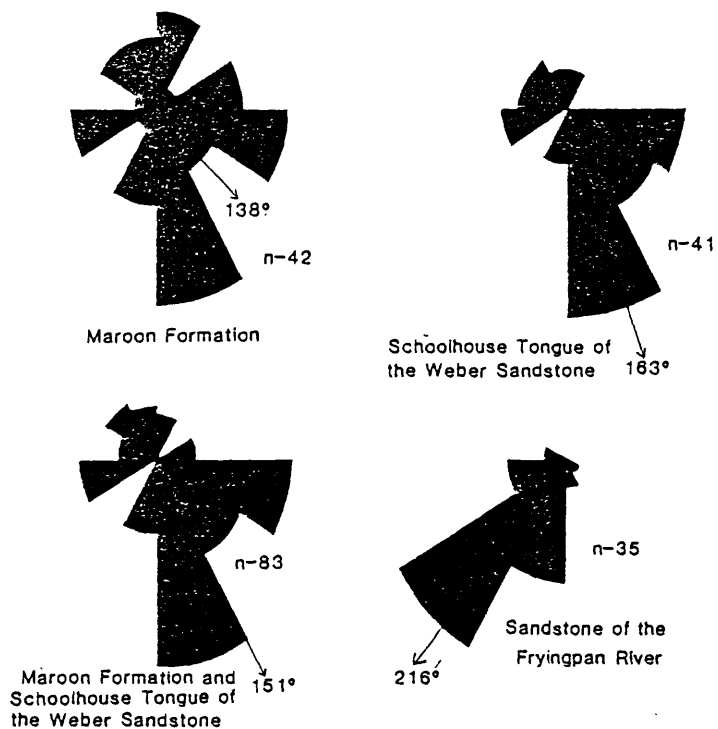 138°
n-42
Maroon Formation
n-41
Schoolhouse Tongue of
the Weber Sandstone
163°
n-83
Maroon Formation and
Schoolhouse Tongue of
the Weber Sandstone
151°
n-35
Sandstone of the
Fryingpan River
216°